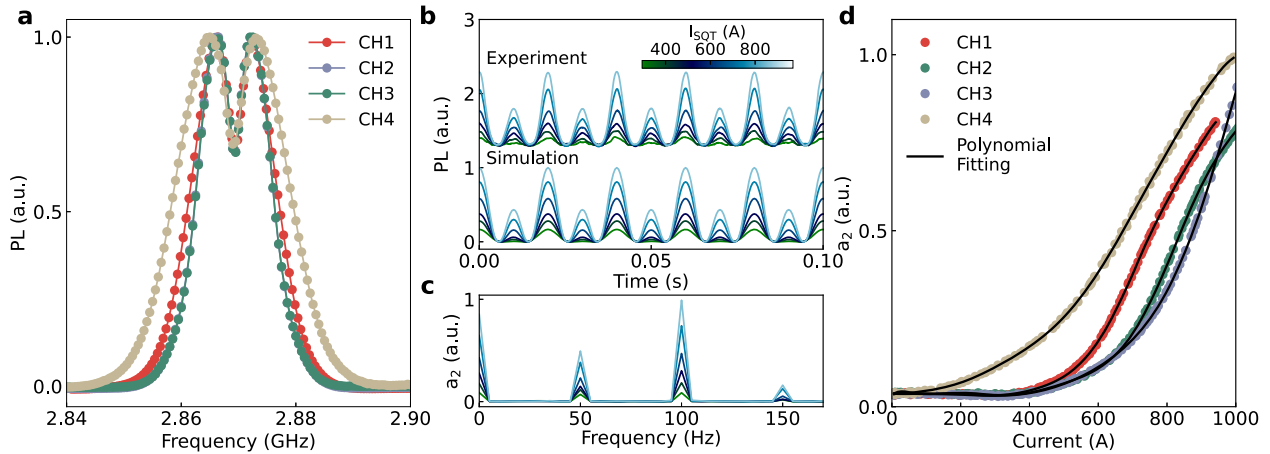 a
PL (a.u.)
1.0
0.5
0.0
CH1
CH2
CH3
CH4
2.84
2.86
2.88
2.90
Frequency (GHz)
b
I_SQT (A)
400 600 800
Experiment
Simulation
PL (a.u.)
3
2
1
0
0.00
0.05
0.10
Time (s)
c
a₂ (a.u.)
1
0
0
50
100
150
Frequency (Hz)
d
a₂ (a.u.)
1.0
0.5
0.0
CH1
CH2
CH3
CH4
Polynomial
Fitting
0
200
400
600
800
1000
Current (A)